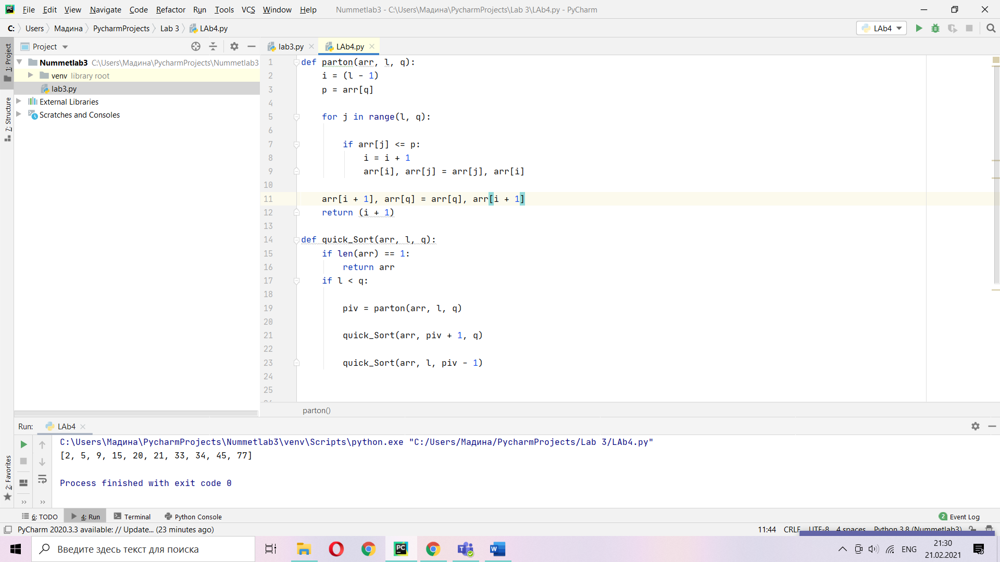 File Edit View Navigate Code Refactor Run Tools VCS Window Help Nummetlab3 - C:\Users\Мадина\PycharmProjects\Lab 3\LAb4.py - PyCharm
C: Users Мадина PycharmProjects Lab 3 LAb4.py LAb4
1: Project
7: Structure
2: Favorites
Project
Nummetlab3 C:\Users\Мадина\PycharmProjects\Nummetlab3
venv library root
lab3.py
External Libraries
Scratches and Consoles
lab3.py LAb4.py
1 def parton(arr, l, q):
2 i = (l - 1)
3 p = arr[q]
4
5 for j in range(l, q):
6
7 if arr[j] <= p:
8 i = i + 1
9 arr[i], arr[j] = arr[j], arr[i]
10
11 arr[i + 1], arr[q] = arr[q], arr[i + 1]
12 return (i + 1)
13
14 def quick_Sort(arr, l, q):
15 if len(arr) == 1:
16 return arr
17 if l < q:
18
19 piv = parton(arr, l, q)
20
21 quick_Sort(arr, piv + 1, q)
22
23 quick_Sort(arr, l, piv - 1)
24
25
parton()
Run: LAb4
C:\Users\Мадина\PycharmProjects\Nummetlab3\venv\Scripts\python.exe "C:/Users/Мадина/PycharmProjects/Lab 3/LAb4.py"
[2, 5, 9, 15, 20, 21, 33, 34, 45, 77]
Process finished with exit code 0
6: TODO 4: Run Terminal Python Console 2 Event Log
PyCharm 2020.3.3 available: // Update... (23 minutes ago) 11:44 CRLF UTF-8 4 spaces Python 3.8 (Nummetlab3)
Введите здесь текст для поиска ENG 21:30
21.02.2021